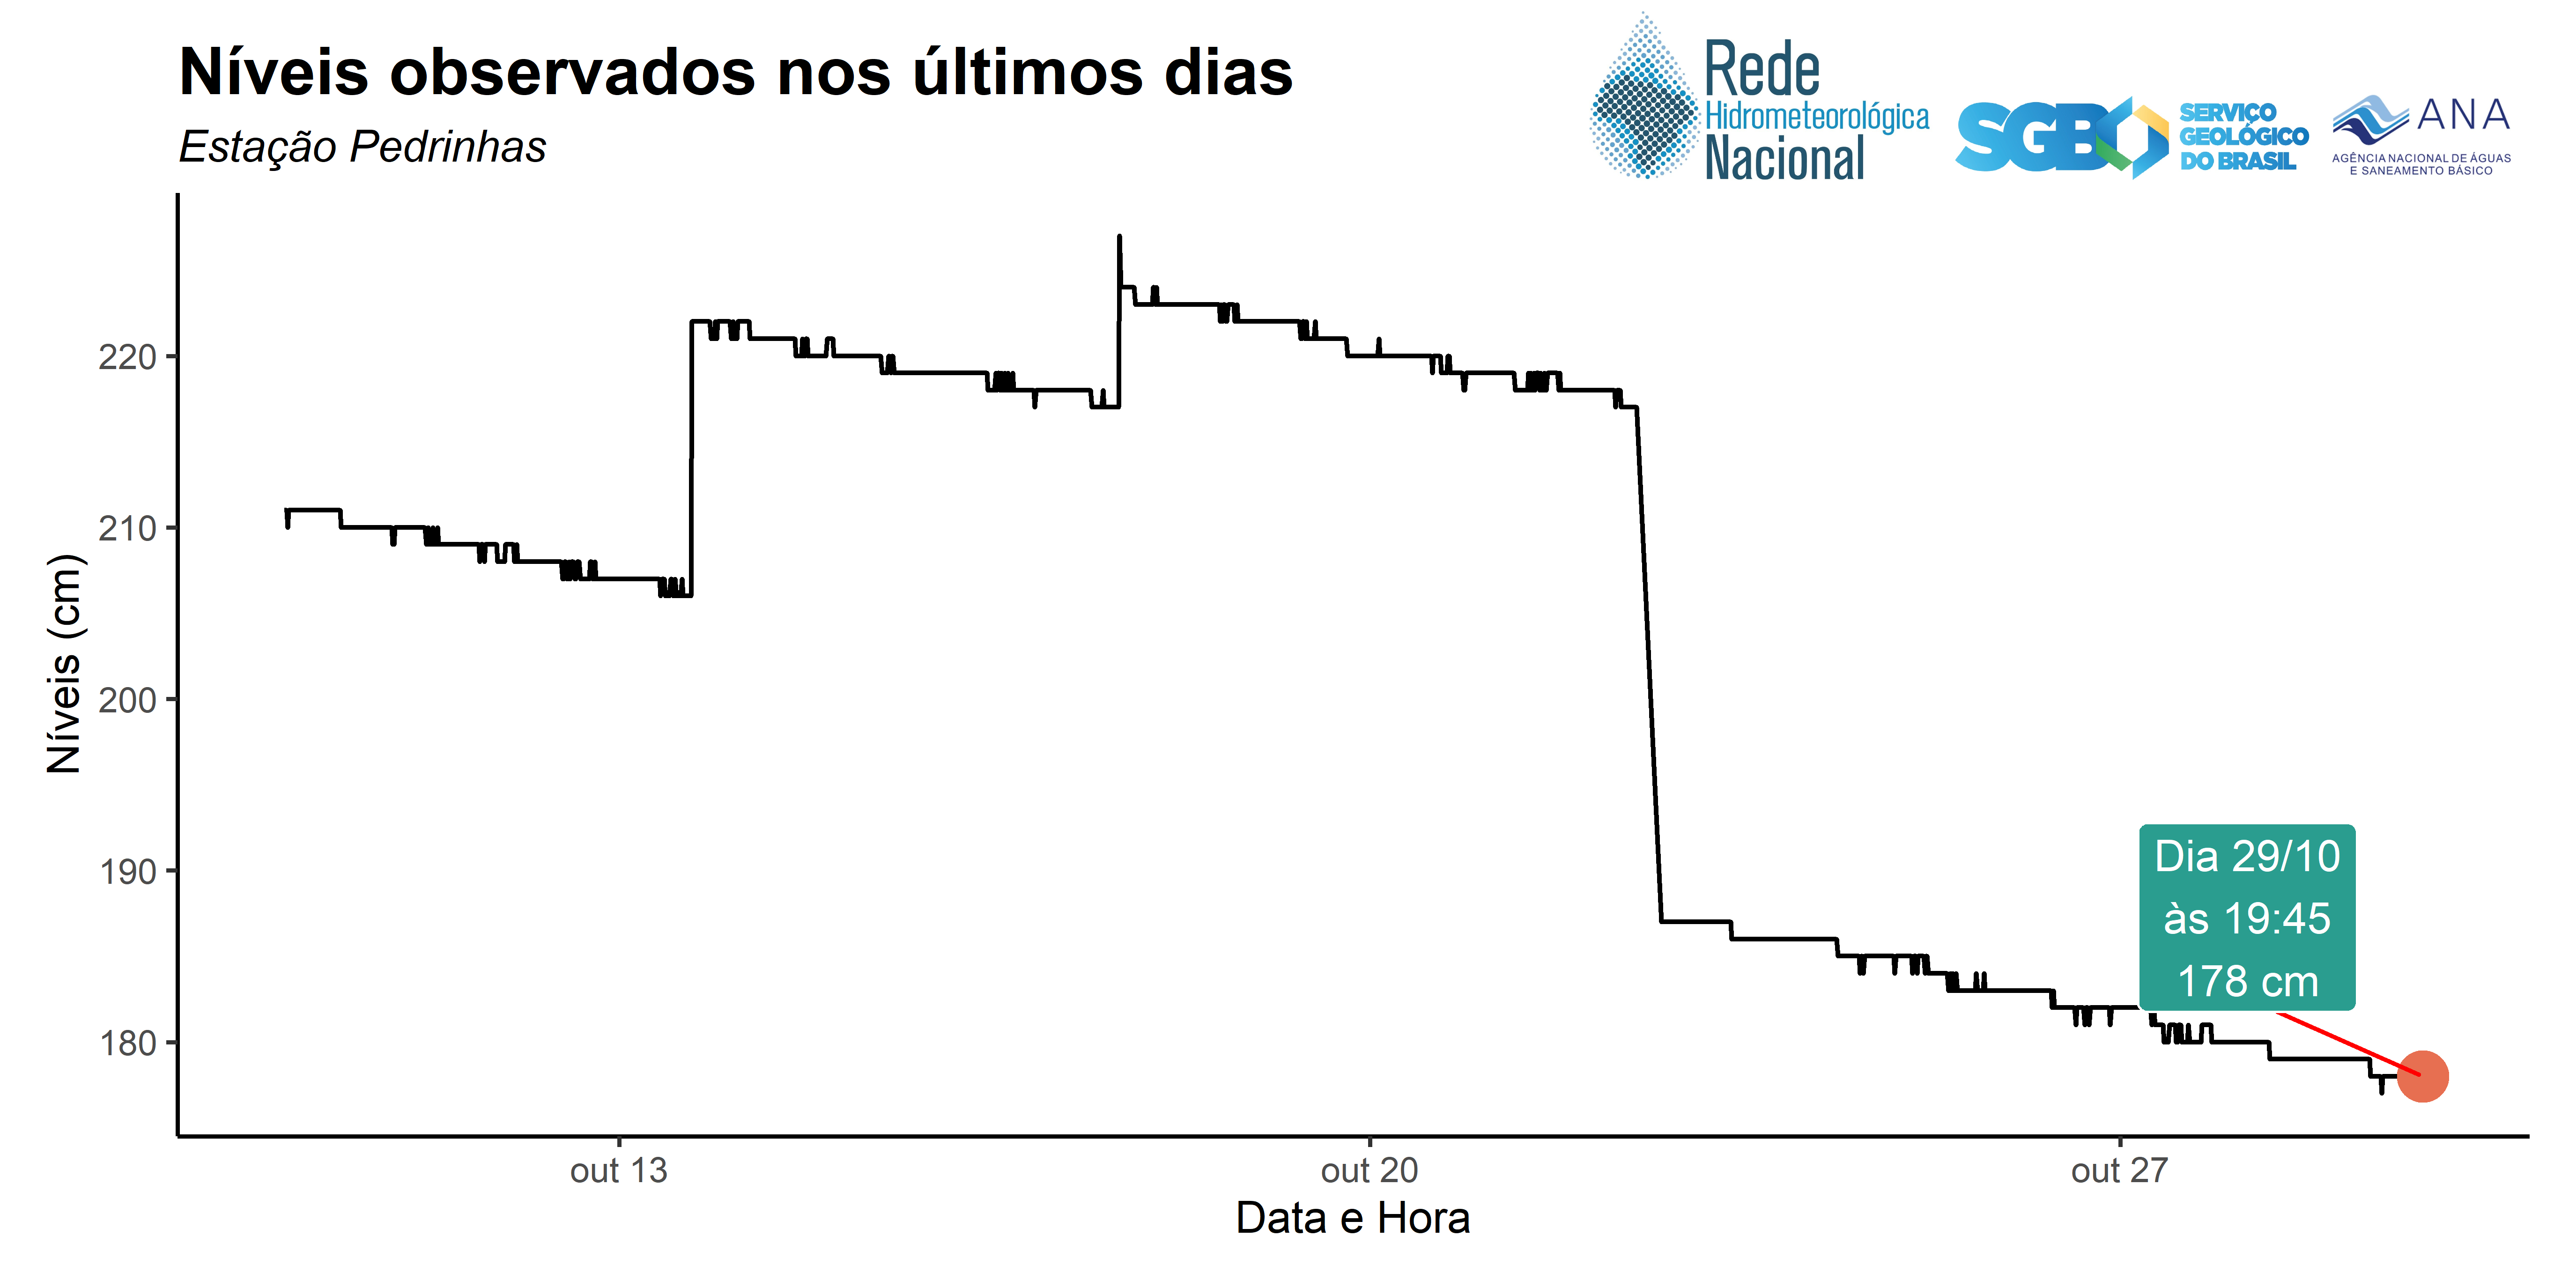 Níveis observados nos últimos dias
Estação Pedrinhas
Rede
Hidrometeorológica
Nacional
SGB
SERVIÇO
GEOLÓGICO
DO BRASIL
ANA
AGÊNCIA NACIONAL DE ÁGUAS
E SANEAMENTO BÁSICO
Níveis (cm)
220
210
200
190
180
Dia 29/10
às 19:45
178 cm
out 13
out 20
out 27
Data e Hora